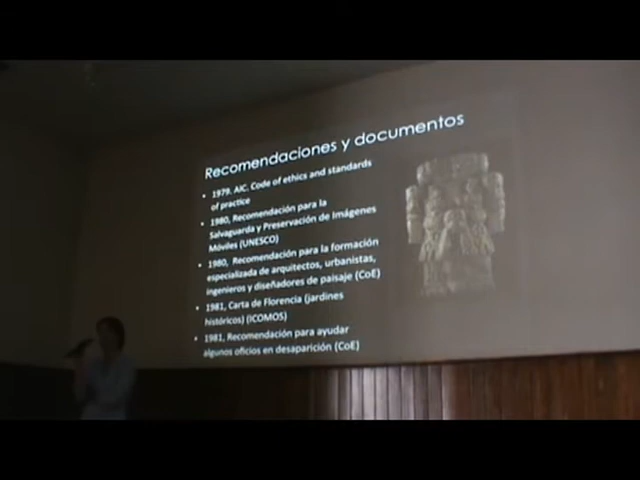 Recomendaciones y documentos
• 1979. AIC. Code of ethics and standards
of practice
• 1980, Recomendación para la
Salvaguarda y Preservación de Imágenes
Móviles (UNESCO)
• 1980, Recomendación para la formación
especializada de arquitectos, urbanistas,
ingenieros y diseñadores de paisaje (CoE)
• 1981, Carta de Florencia (jardines
históricos) (ICOMOS)
• 1981, Recomendación para ayudar
algunos oficios en desaparición (CoE)